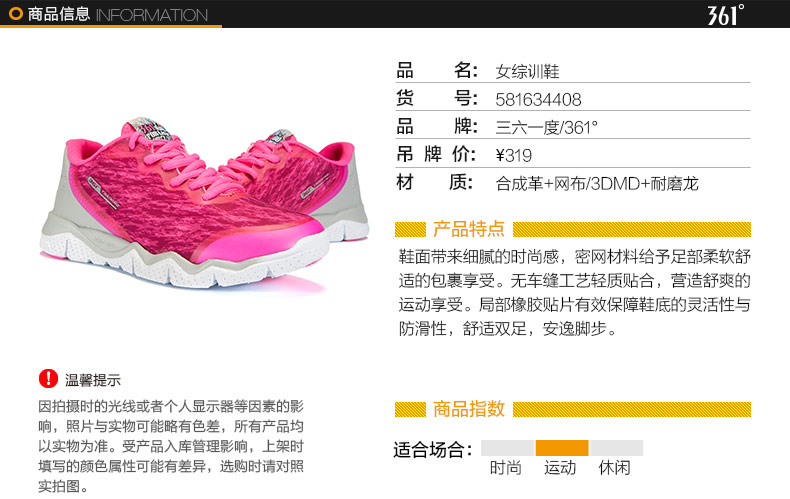 商品信息 INFORMATION
361°
品 名: 女综训鞋
货 号: 581634408
品 牌: 三六一度/361°
吊 牌 价: ¥319
材 质: 合成革+网布/3DMD+耐磨龙
产品特点
鞋面带来细腻的时尚感，密网材料给予足部柔软舒
适的包裹享受。无车缝工艺轻质贴合，营造舒爽的
运动享受。局部橡胶贴片有效保障鞋底的灵活性与
防滑性，舒适双足，安逸脚步。
温馨提示
因拍摄时的光线或者个人显示器等因素的影
响，照片与实物可能略有色差，所有产品均
以实物为准。受产品入库管理影响，上架时
填写的颜色属性可能有差异，选购时请对照
实拍图。
商品指数
适合场合:
时尚 运动 休闲